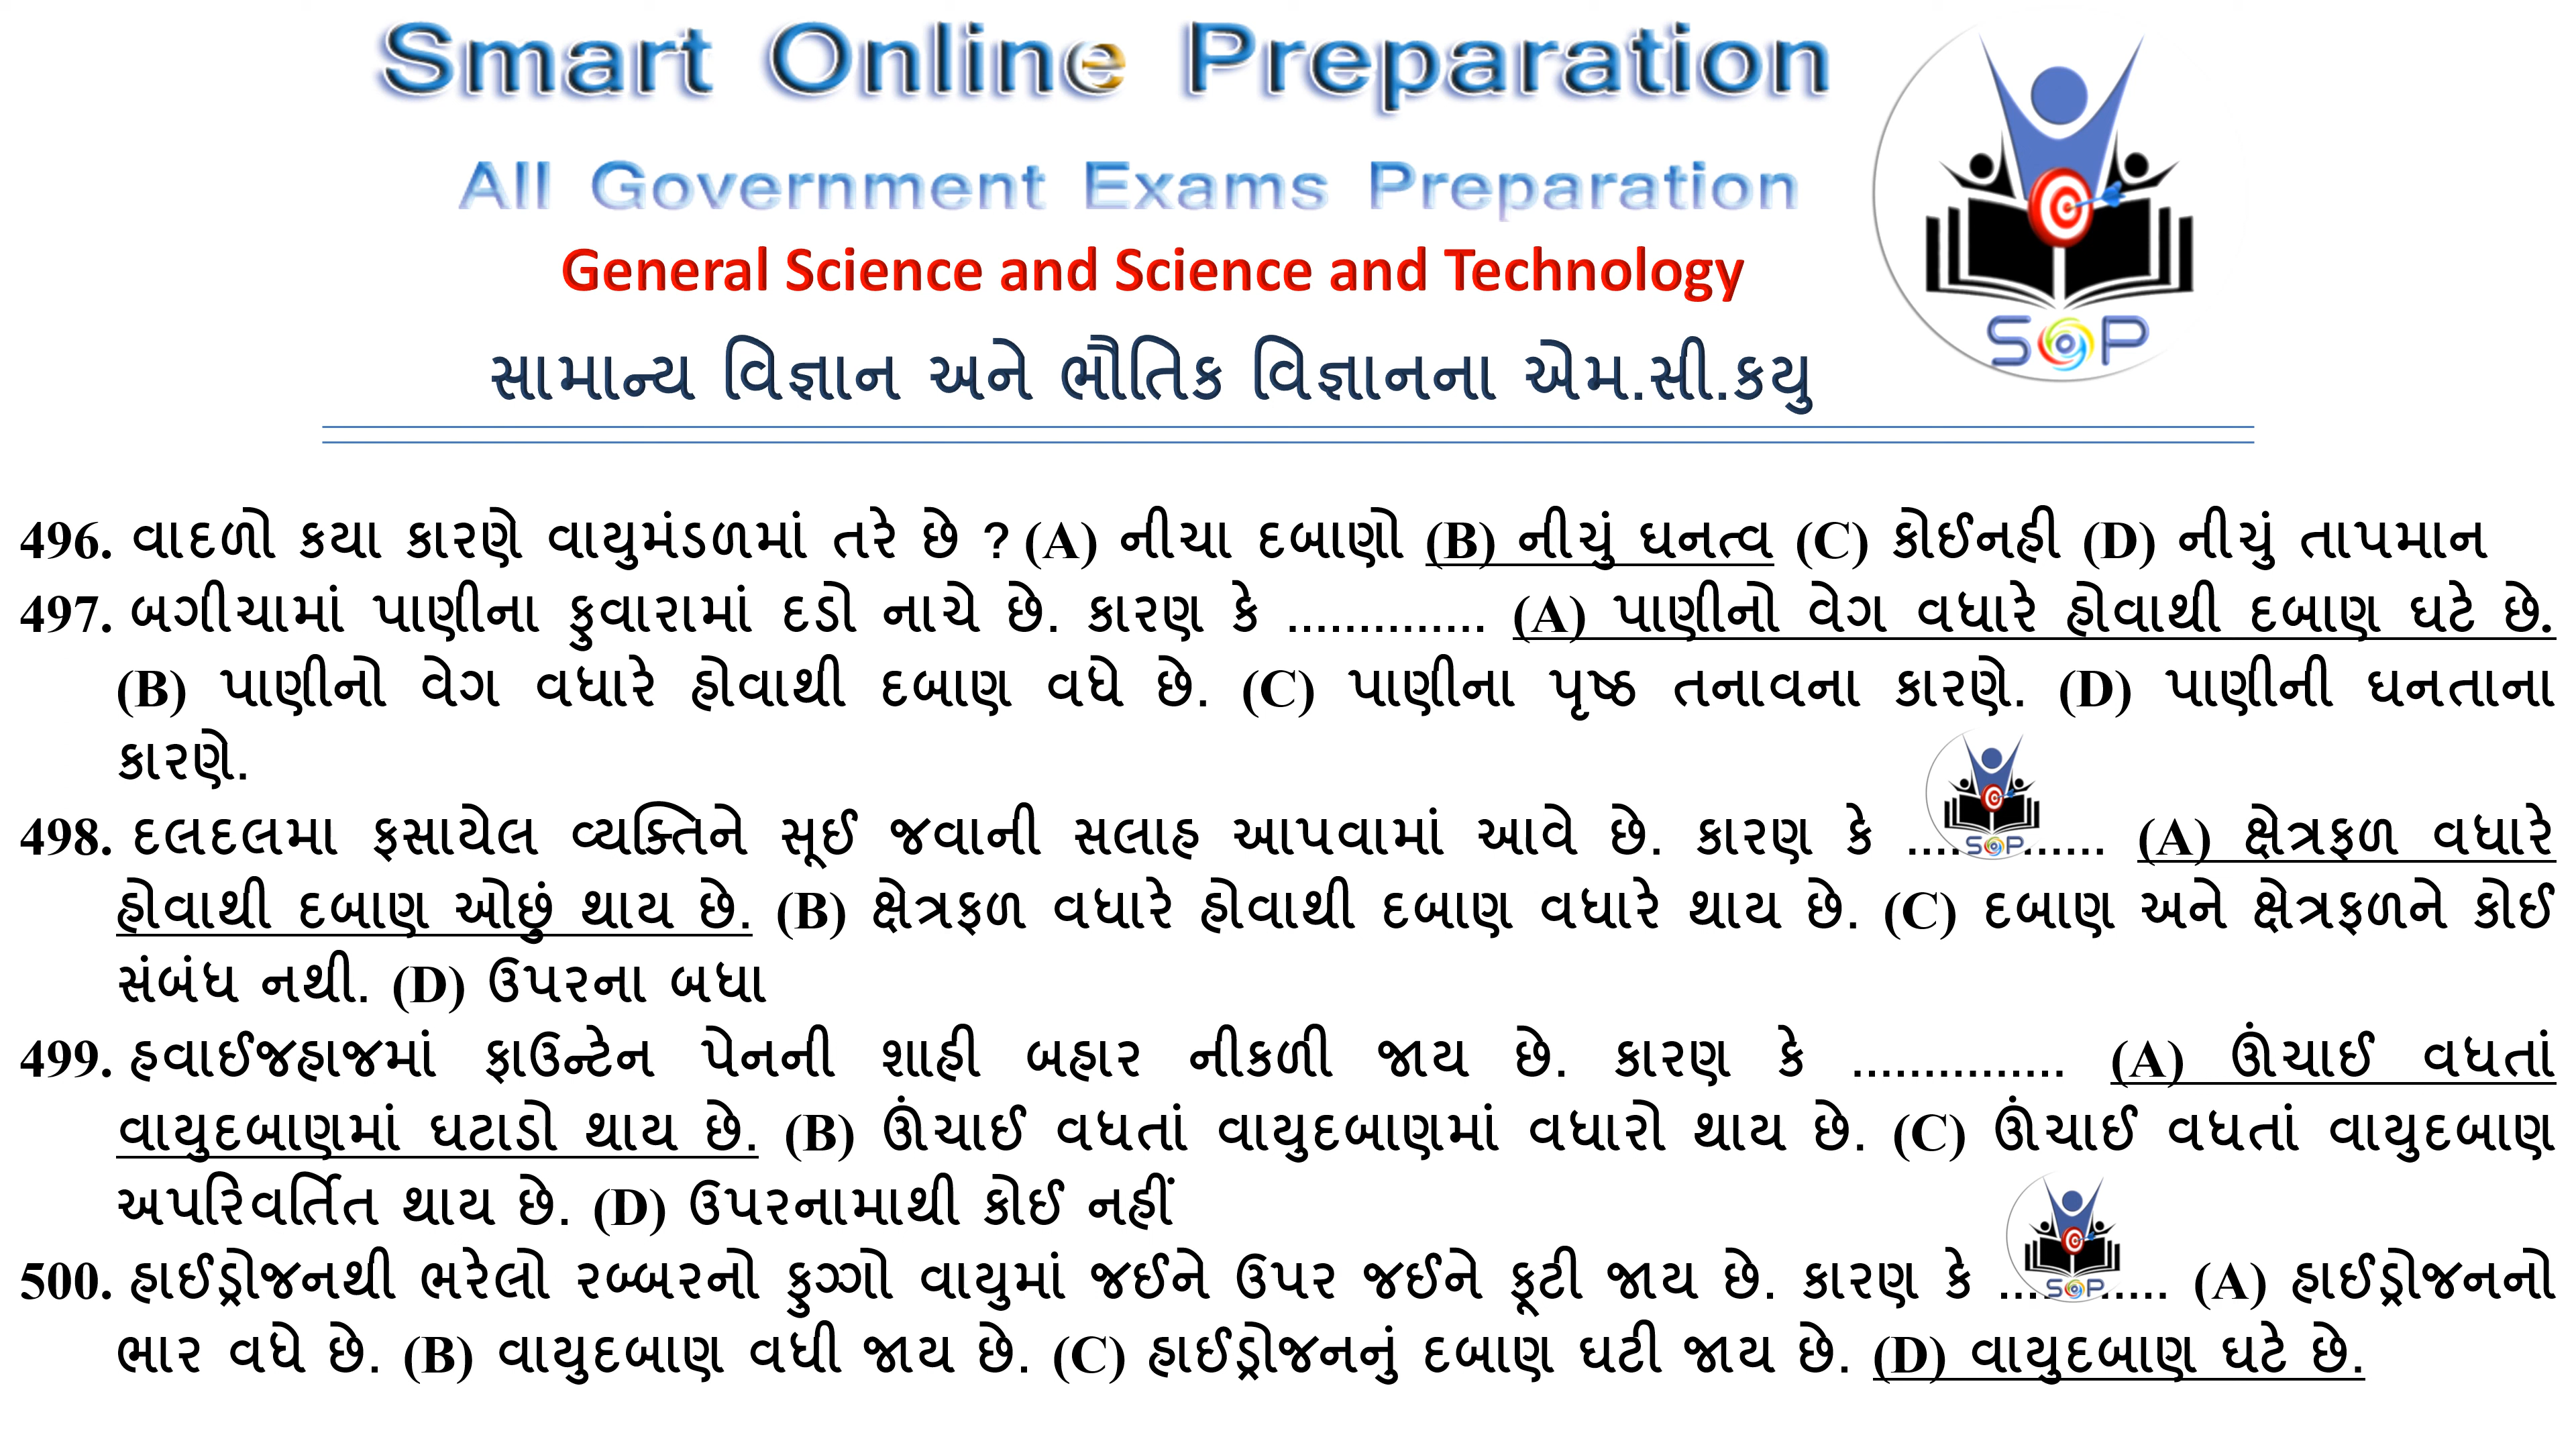 Smart Online Preparation
All Government Exams Preparation
General Science and Science and Technology
સામાન્ય વિજ્ઞાન અને ભૌતિક વિજ્ઞાનના એમ.સી.કયુ
SOP
496. વાદળો કયા કારણે વાયુમંડળમાં તરે છે ? (A) નીચા દબાણો (B) નીચું ઘનત્વ (C) કોઈનહી (D) નીચું તાપમાન
497. બગીચામાં પાણીના ફુવારામાં દડો નાચે છે. કારણ કે .............. (A) પાણીનો વેગ વધારે હોવાથી દબાણ ઘટે છે.
(B) પાણીનો વેગ વધારે હોવાથી દબાણ વધે છે. (C) પાણીના પૃષ્ઠ તનાવના કારણે. (D) પાણીની ઘનતાના
કારણે.
498. દલદલમા ફસાયેલ વ્યક્તિને સૂઈ જવાની સલાહ આપવામાં આવે છે. કારણ કે .............. (A) ક્ષેત્રફળ વધારે
SOP
હોવાથી દબાણ ઓછું થાય છે. (B) ક્ષેત્રફળ વધારે હોવાથી દબાણ વધારે થાય છે. (C) દબાણ અને ક્ષેત્રફળને કોઈ
સંબંધ નથી. (D) ઉપરના બધા
499. હવાઈજહાજમાં ફાઉન્ટેન પેનની શાહી બહાર નીકળી જાય છે. કારણ કે ............... (A) ઊંચાઈ વધતાં
વાયુદબાણમાં ઘટાડો થાય છે. (B) ઊંચાઈ વધતાં વાયુદબાણમાં વધારો થાય છે. (C) ઊંચાઈ વધતાં વાયુદબાણ
અપરિવર્તિત થાય છે. (D) ઉપરનામાથી કોઈ નહીં
500. હાઈડ્રોજનથી ભરેલો રબ્બરનો ફુગ્ગો વાયુમાં જઈને ઉપર જઈને ફૂટી જાય છે. કારણ કે ............ (A) હાઈડ્રોજનનો
SOP
ભાર વધે છે. (B) વાયુદબાણ વધી જાય છે. (C) હાઈડ્રોજનનું દબાણ ઘટી જાય છે. (D) વાયુદબાણ ઘટે છે.